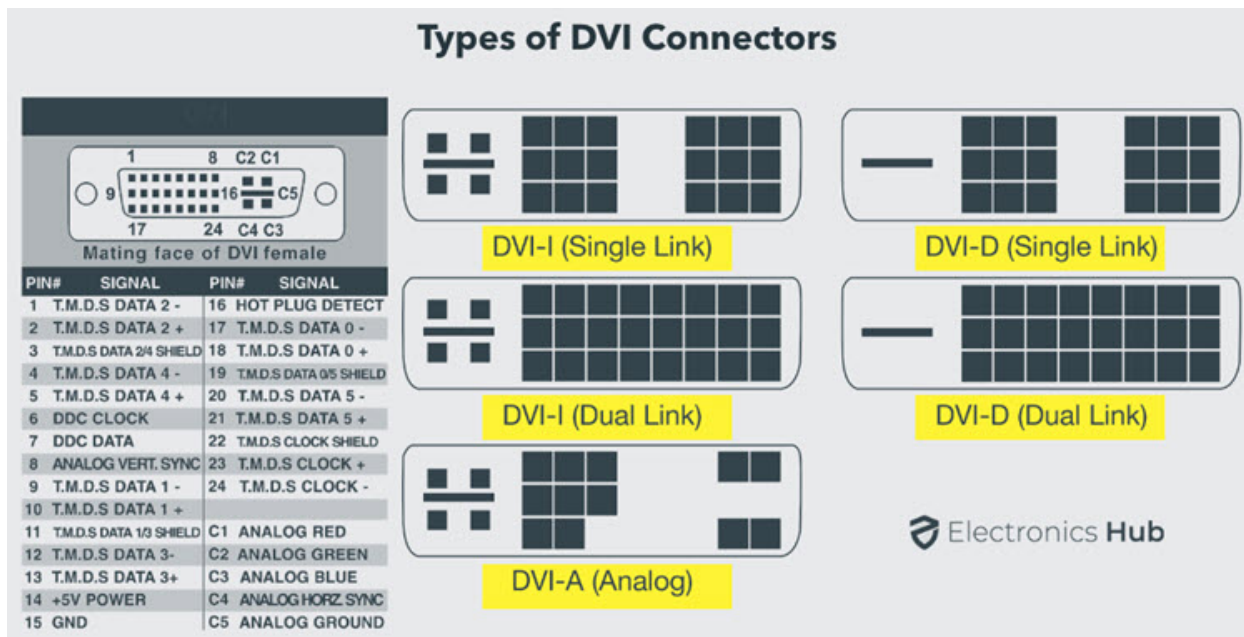 Types of DVI Connectors
1 8 C2 C1
9 16 C5
17 24 C4 C3
Mating face of DVI female
PIN# SIGNAL PIN# SIGNAL
1 T.M.D.S DATA 2 - 16 HOT PLUG DETECT
2 T.M.D.S DATA 2 + 17 T.M.D.S DATA 0 -
3 T.M.D.S DATA 2/4 SHIELD 18 T.M.D.S DATA 0 +
4 T.M.D.S DATA 4 - 19 T.M.D.S DATA 0/5 SHIELD
5 T.M.D.S DATA 4 + 20 T.M.D.S DATA 5 -
6 DDC CLOCK 21 T.M.D.S DATA 5 +
7 DDC DATA 22 T.M.D.S CLOCK SHIELD
8 ANALOG VERT. SYNC 23 T.M.D.S CLOCK +
9 T.M.D.S DATA 1 - 24 T.M.D.S CLOCK -
10 T.M.D.S DATA 1 +
11 T.M.D.S DATA 1/3 SHIELD C1 ANALOG RED
12 T.M.D.S DATA 3- C2 ANALOG GREEN
13 T.M.D.S DATA 3+ C3 ANALOG BLUE
14 +5V POWER C4 ANALOG HORZ. SYNC
15 GND C5 ANALOG GROUND
DVI-I (Single Link)
DVI-D (Single Link)
DVI-I (Dual Link)
DVI-D (Dual Link)
DVI-A (Analog)
Electronics Hub